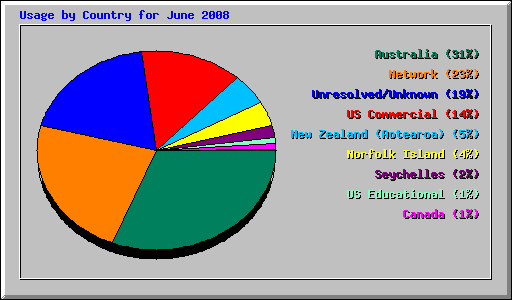 Usage by Country for June 2008
Australia (31%)
Network (23%)
Unresolved/Unknown (19%)
US Commercial (14%)
New Zealand (Aotearoa) (5%)
Norfolk Island (4%)
Seychelles (2%)
US Educational (1%)
Canada (1%)